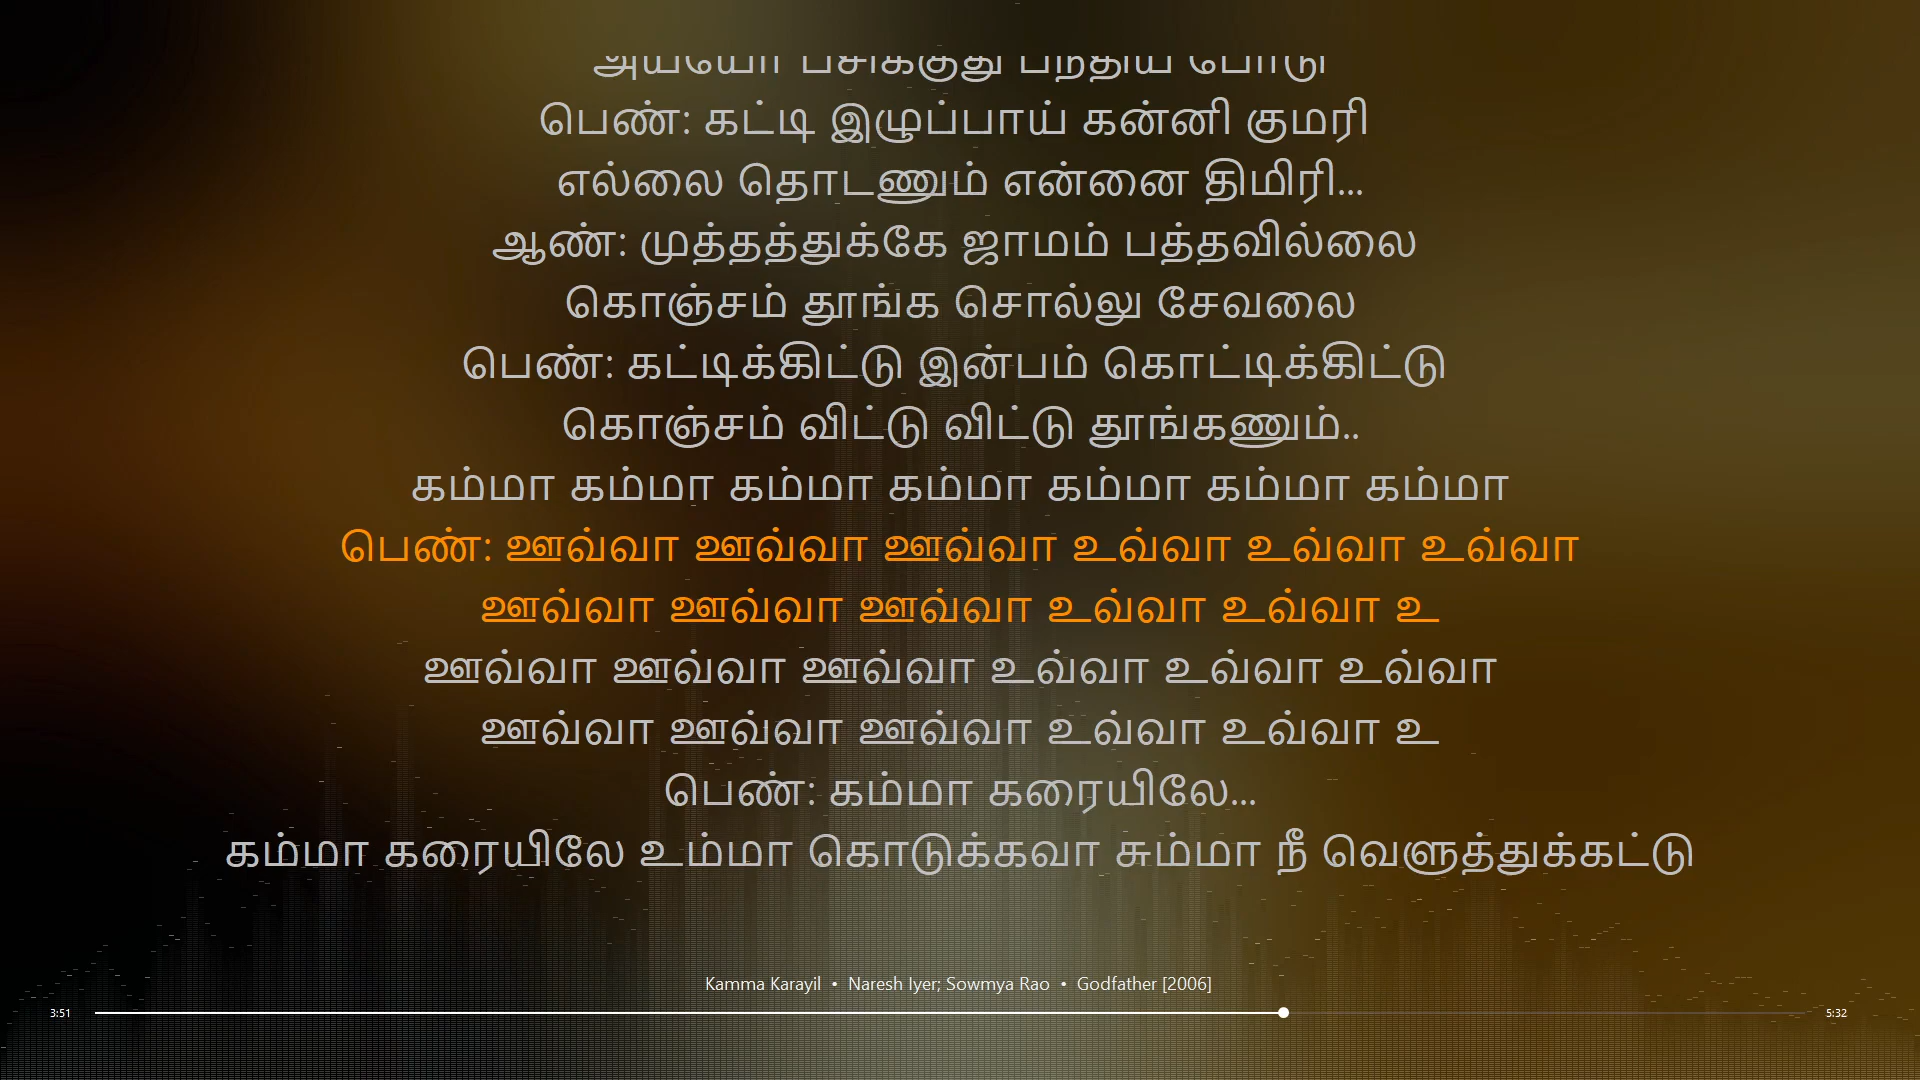 அய்யோ பசிக்குது பந்திய போடு
பெண்: கட்டி இழுப்பாய் கன்னி குமரி
எல்லை தொடணும் என்னை திமிரி...
ஆண்: முத்தத்துக்கே ஜாமம் பத்தவில்லை
கொஞ்சம் தூங்க சொல்லு சேவலை
பெண்: கட்டிக்கிட்டு இன்பம் கொட்டிக்கிட்டு
கொஞ்சம் விட்டு விட்டு தூங்கணும்..
கம்மா கம்மா கம்மா கம்மா கம்மா கம்மா கம்மா
பெண்: ஊவ்வா ஊவ்வா ஊவ்வா உவ்வா உவ்வா உவ்வா
ஊவ்வா ஊவ்வா ஊவ்வா உவ்வா உவ்வா உ
ஊவ்வா ஊவ்வா ஊவ்வா உவ்வா உவ்வா உவ்வா
ஊவ்வா ஊவ்வா ஊவ்வா உவ்வா உவ்வா உ
பெண்: கம்மா கரையிலே...
கம்மா கரையிலே உம்மா கொடுக்கவா சும்மா நீ வெளுத்துக்கட்டு
Kamma Karayil • Naresh Iyer; Sowmya Rao • Godfather [2006]
3:51 5:32